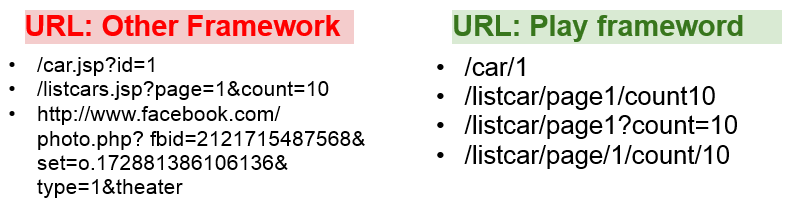 URL: Other Framework
• /car.jsp?id=1
• /listcars.jsp?page=1&count=10
• http://www.facebook.com/
photo.php? fbid=2121715487568&
set=o.172881386106136&
type=1&theater
URL: Play frameword
• /car/1
• /listcar/page1/count10
• /listcar/page1?count=10
• /listcar/page/1/count/10